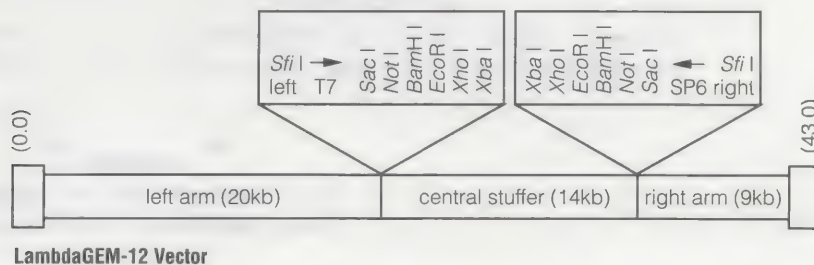 Sfi I → Sac I Not I BamH I EcoR I Xho I Xba I
left T7
Xba I Xho I EcoR I BamH I Not I Sac I ← Sfi I
SP6 right
(0.0)
(43.0)
left arm (20kb)
central stuffer (14kb)
right arm (9kb)
LambdaGEM-12 Vector